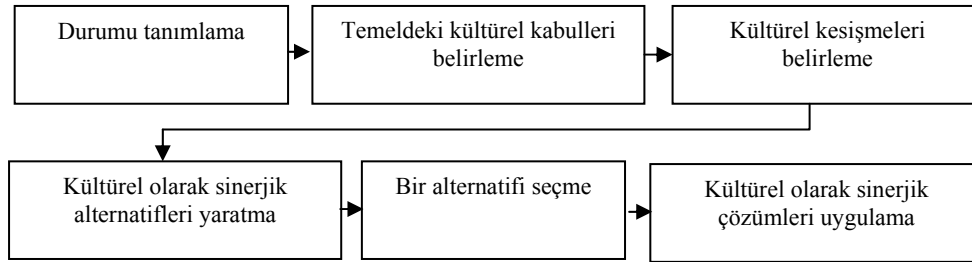 Durumu tanımlama
Temeldeki kültürel kabulleri
belirleme
Kültürel kesişmeleri
belirleme
Kültürel olarak sinerjik
alternatifleri yaratma
Bir alternatifi seçme
Kültürel olarak sinerjik
çözümleri uygulama